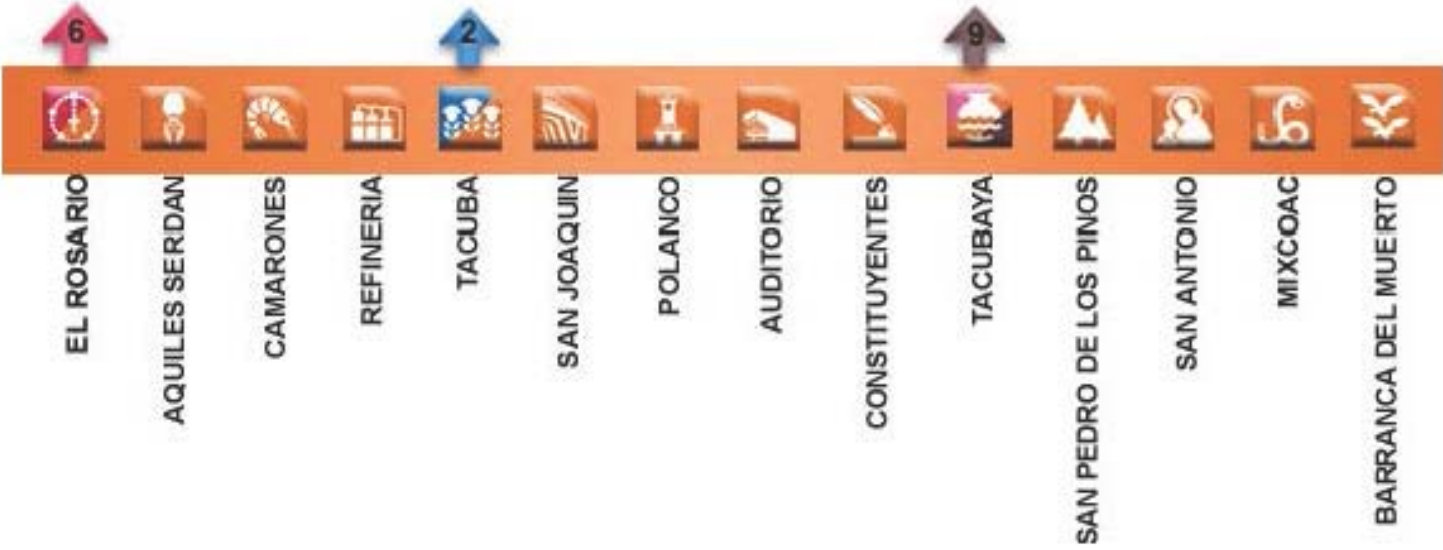 6
2
9
EL ROSARIO
AQUILES SERDAN
CAMARONES
REFINERIA
TACUBA
SAN JOAQUIN
POLANCO
AUDITORIO
CONSTITUYENTES
TACUBAYA
SAN PEDRO DE LOS PINOS
SAN ANTONIO
MIXCOAC
BARRANCA DEL MUERTO